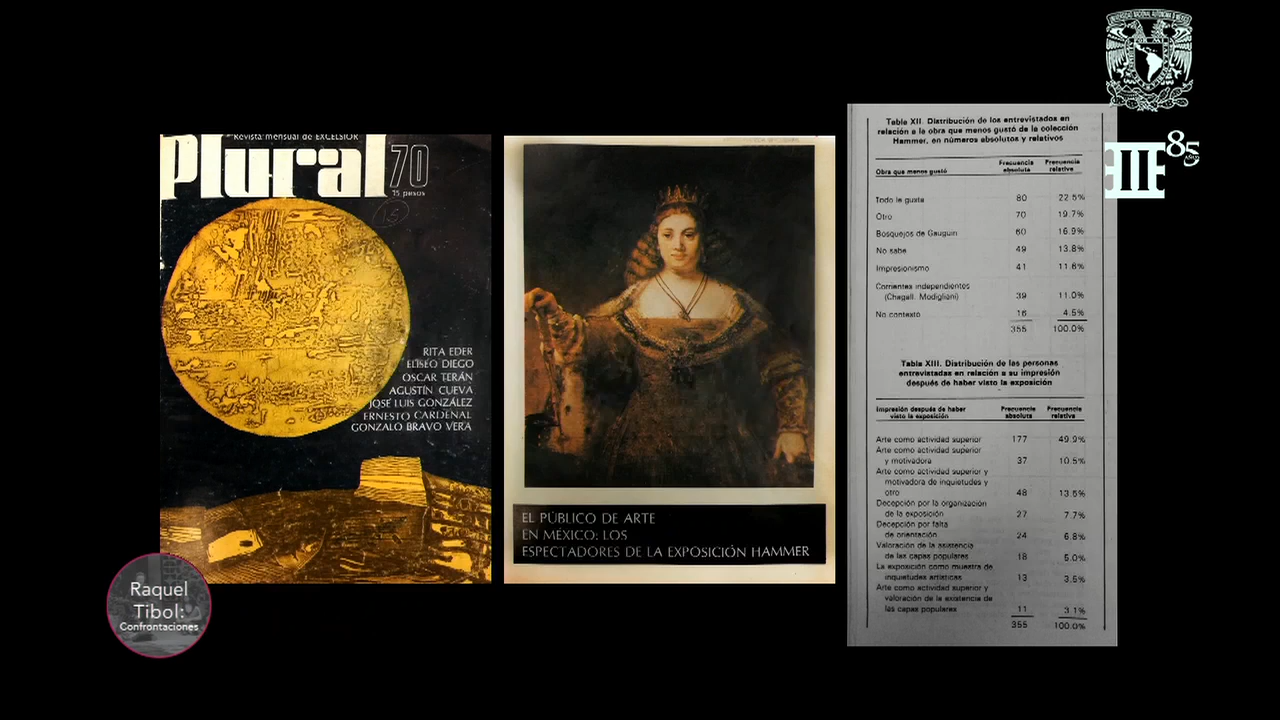 Revista mensual de EXCELSIOR
Plural 70
15 pesos
15
RITA EDER
ELISEO DIEGO
OSCAR TERÁN
AGUSTÍN CUEVA
JOSÉ LUIS GONZÁLEZ
ERNESTO CARDENAL
GONZALO BRAVO VERA
Raquel
Tibol:
Confrontaciones
EL PÚBLICO DE ARTE
EN MÉXICO: LOS
ESPECTADORES DE LA EXPOSICIÓN HAMMER
Tabla XII. Distribución de los entrevistados en
relación a la obra que menos gustó de la colección
Hammer, en números absolutos y relativos
Obra que menos gustó Frecuencia absoluta Frecuencia relativa
Todo le gusta 80 22.5%
Otro 70 19.7%
Bosquejos de Gauguin 60 16.9%
No sabe 49 13.8%
Impresionismo 41 11.6%
Corrientes independientes
(Chagall, Modigliani) 39 11.0%
No contestó 16 4.5%
355 100.0%
Tabla XIII. Distribución de las personas
entrevistadas en relación a su impresión
después de haber visto la exposición
Impresión después de haber visto la exposición Frecuencia absoluta Frecuencia relativa
Arte como actividad superior 177 49.9%
Arte como actividad superior
y motivadora 37 10.5%
Arte como actividad superior y
motivadora de inquietudes y
otro 48 13.5%
Decepción por la organización
de la exposición 27 7.7%
Decepción por falta
de orientación 24 6.8%
Valoración de la asistencia
de las capas populares 18 5.0%
La exposición como muestra de
inquietudes artísticas 13 3.5%
Arte como actividad superior y
valoración de la existencia de
las capas populares 11 3.1%
355 100.0%
IIE
85
AÑOS